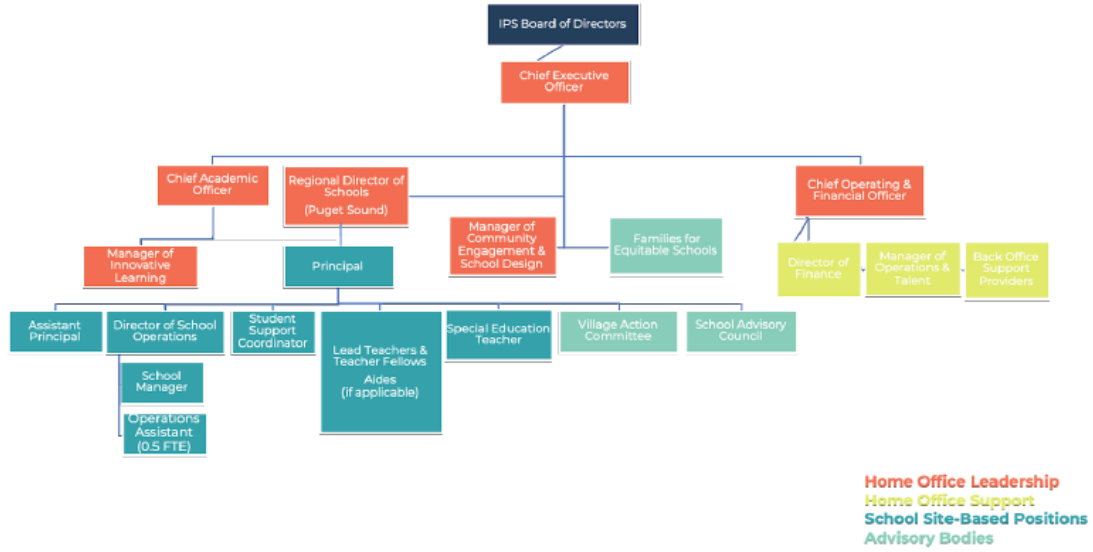 IPS Board of Directors
Chief Executive
Officer
Chief Academic
Officer
Regional Director of
Schools
(Puget Sound)
Chief Operating &
Financial Officer
Manager of
Innovative
Learning
Principal
Manager of
Community
Engagement &
School Design
Families for
Equitable Schools
Director of
Finance
Manager of
Operations &
Talent
Back Office
Support
Providers
Assistant
Principal
Director of School
Operations
Student
Support
Coordinator
Lead Teachers &
Teacher Fellows
Aides
(if applicable)
Special Education
Teacher
Village Action
Committee
School Advisory
Council
School
Manager
Operations
Assistant
(0.5 FTE)
Home Office Leadership
Home Office Support
School Site-Based Positions
Advisory Bodies